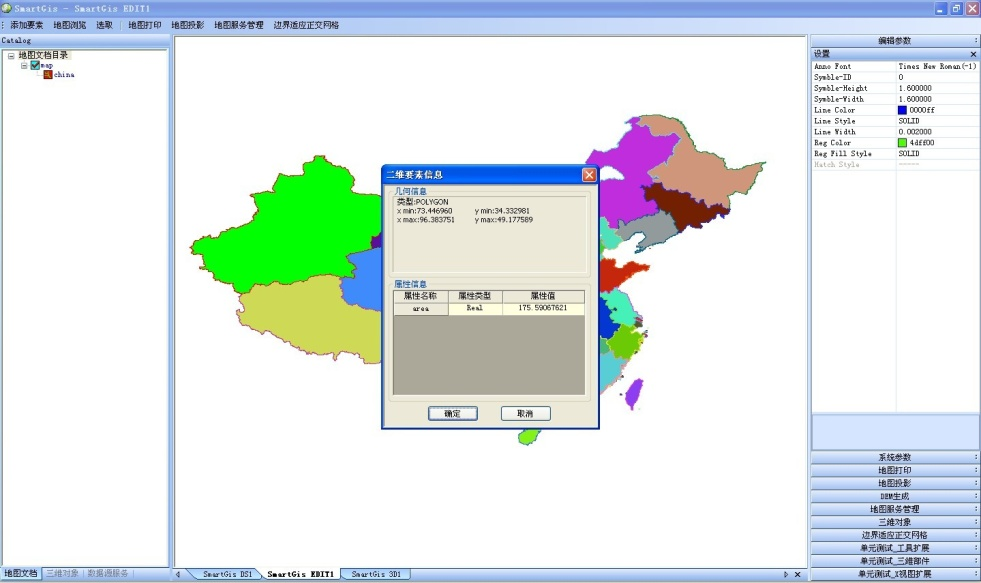 SmartGis - SmartGis EDIT1
添加要素 地图浏览 选取 地图打印 地图投影 地图服务管理 边界适应正交网格
Catalog
地图文档目录
map
china
二维要素信息
几何信息
类型:POLYGON
x min:73.446960 y min:34.332981
x max:96.383751 y max:49.177589
属性信息
属性名称 属性类型 属性值
area Real 175.59067621
确定 取消
编辑参数
设置
Anno Font Times New Roman(-1)
Symble-ID 0
Symble-Height 1.600000
Symble-Width 1.600000
Line Color 0000ff
Line Style SOLID
Line Width 0.002000
Reg Color 4dff00
Reg Fill Style SOLID
Hatch Style -----
系统参数
地图打印
地图投影
DEM生成
地图服务管理
三维对象
边界适应正交网格
单元测试_工具扩展
单元测试_三维部件
单元测试_X视图扩展
地图文档 三维对象 数据源服务
SmartGis DS1 SmartGis EDIT1 SmartGis 3D1